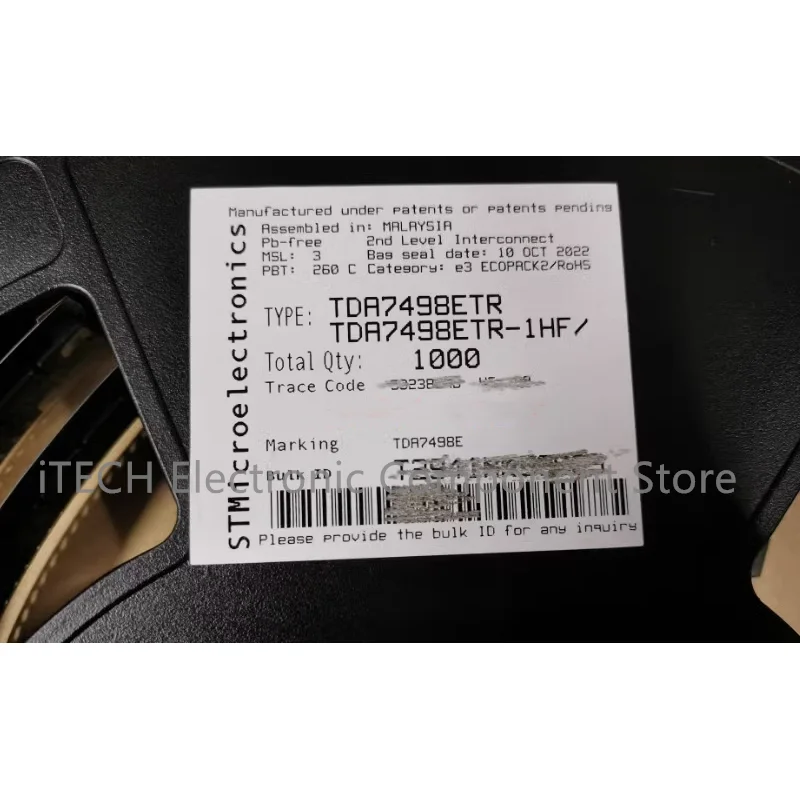 Manufactured under patents or patents pending
Assembled in: MALAYSIA
Pb-free 2nd Level Interconnect
MSL: 3 Bag seal date: 10 OCT 2022
PBT: 260 C Category: e3 ECOPACK2/RoHS
STMicroelectronics
TYPE: TDA7498ETR
TDA7498ETR-1HF/
Total Qty: 1000
Trace Code
Marking TDA7498E
Bulk ID
iTECH Electronic Component Store
Please provide the bulk ID for any inquiry